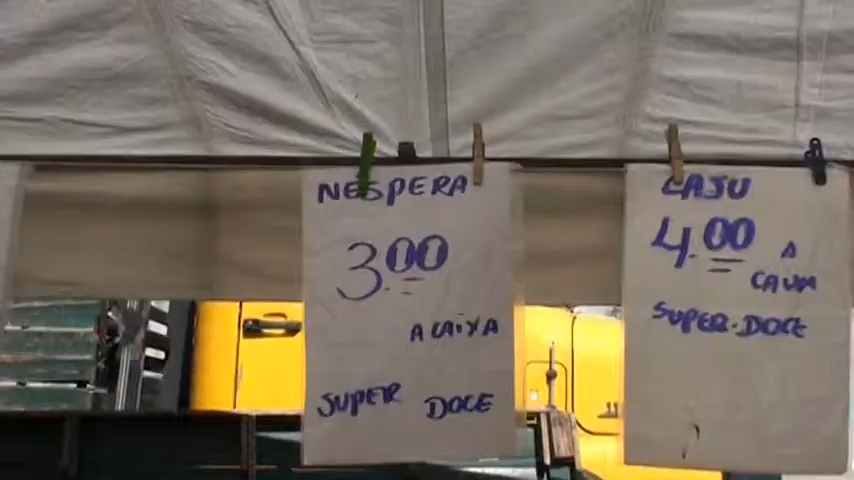 NESPERA
3.00
A CAIXA
SUPER DOCE
CAJU
4.00 A
CAIXA
SUPER-DOCE